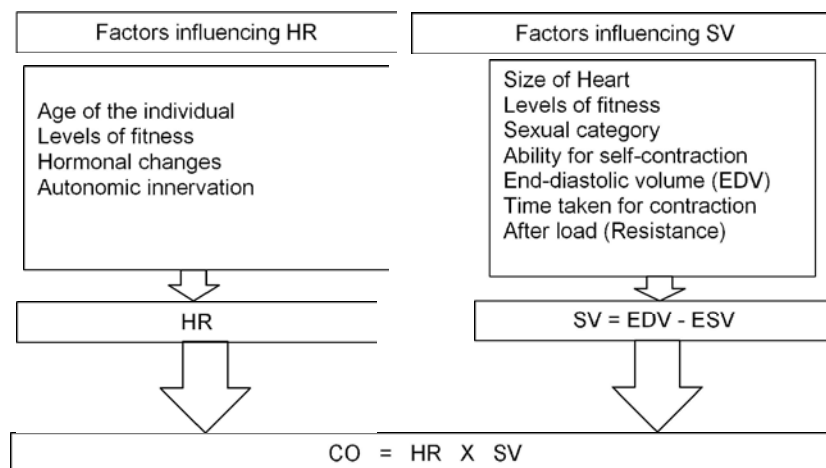 Factors influencing HR
Age of the individual
Levels of fitness
Hormonal changes
Autonomic innervation
HR
Factors influencing SV
Size of Heart
Levels of fitness
Sexual category
Ability for self-contraction
End-diastolic volume (EDV)
Time taken for contraction
After load (Resistance)
SV = EDV - ESV
CO = HR X SV